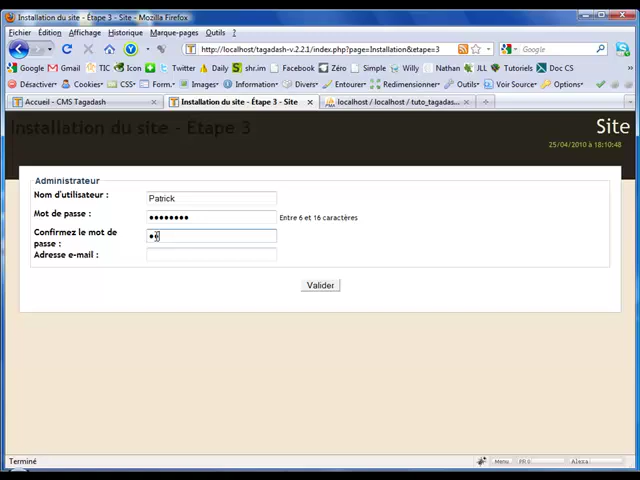 Installation du site - Étape 3 - Site - Mozilla Firefox
Fichier Édition Affichage Historique Marque-pages Outils ?
http://localhost/tagadash-v.2.2.1/index.php?page=Installation&etape=3
Google
Google Gmail TIC Icon J Twitter Daily shr.im Facebook Zéro Simple Willy Nathan JLL Tutoriels Doc CS
Désactiver Cookies CSS Form Images Information Divers Entourer Redimensionner Outils Voir Source Options
Accueil - CMS Tagadash Installation du site - Étape 3 - Site localhost / localhost / tuto_tagadas...
Installation du site - Etape 3
Site
25/04/2010 à 18:10:48
Administrateur
Nom d'utilisateur : Patrick
Mot de passe : •••••••• Entre 6 et 16 caractères
Confirmez le mot de
passe :
Adresse e-mail :
Valider
Terminé
Menu PR 0 Alexa